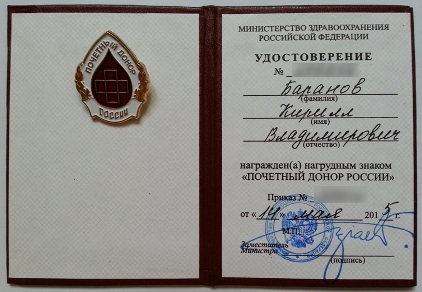 ПОЧЕТНЫЙ ДОНОР
РОССИИ
МИНИСТЕРСТВО ЗДРАВООХРАНЕНИЯ
РОССИЙСКОЙ ФЕДЕРАЦИИ
УДОСТОВЕРЕНИЕ
№
Баранов
(фамилия)
Кирилл
(имя)
Владимирович
(отчество)
награжден(а) нагрудным знаком
«ПОЧЕТНЫЙ ДОНОР РОССИИ»
Приказ №
от «14» мая 2015 г.
М.П.
Заместитель
Министра
(подпись)